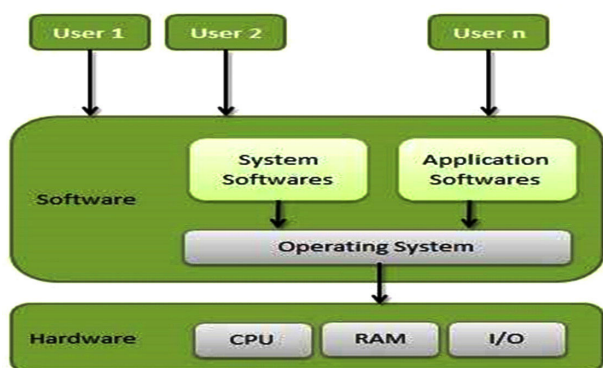 User 1
User 2
User n
System
Softwares
Application
Softwares
Software
Operating System
Hardware
CPU
RAM
I/O